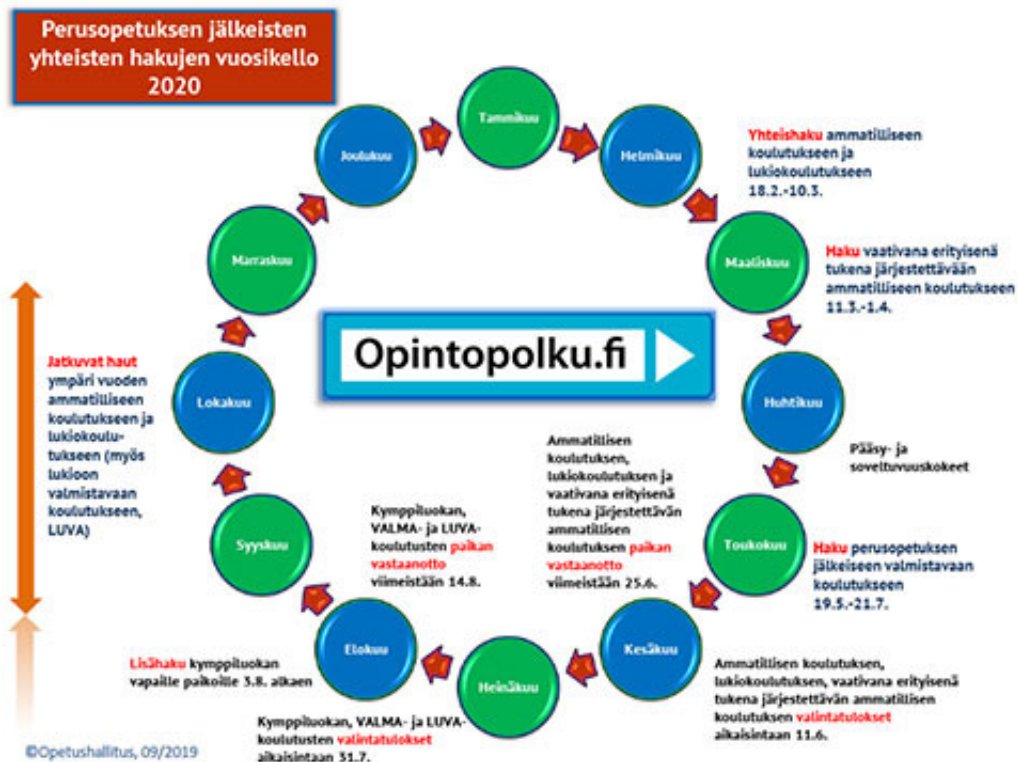 Perusopetuksen jälkeisten
yhteisten hakujen vuosikello
2020
Tammikuu
Helmikuu
Yhteishaku ammatilliseen
koulutukseen ja
lukiokoulutukseen
18.2.-10.3.
Maaliskuu
Haku vaativana erityisenä
tukena järjestettävään
ammatilliseen koulutukseen
11.3.-1.4.
Huhtikuu
Pääsy- ja
soveltuvuuskokeet
Toukokuu
Haku perusopetuksen
jälkeiseen valmistavaan
koulutukseen
19.5.-21.7.
Kesäkuu
Ammatillisen koulutuksen,
lukiokoulutuksen, vaativana erityisenä
tukena järjestettävän ammatillisen
koulutuksen valintatulokset
aikaisintaan 11.6.
Ammatillisen
koulutuksen,
lukiokoulutuksen ja
vaativana erityisenä
tukena järjestettävän
ammatillisen
koulutuksen paikan
vastaanotto
viimeistään 25.6.
Heinäkuu
Kymppiluokan, VALMA- ja LUVA-
koulutusten valintatulokset
aikaisintaan 31.7.
Elokuu
Lisähaku kymppiluokan
vapaille paikoille 3.8. alkaen
Kymppiluokan,
VALMA- ja LUVA-
koulutusten paikan
vastaanotto
viimeistään 14.8.
Syyskuu
Lokakuu
Marraskuu
Joulukuu
Jatkuvat haut
ympäri vuoden
ammatilliseen
koulutukseen ja
lukiokoulu-
tukseen (myös
lukioon
valmistavaan
koulutukseen,
LUVA)
Opintopolku.fi
©Opetushallitus, 09/2019